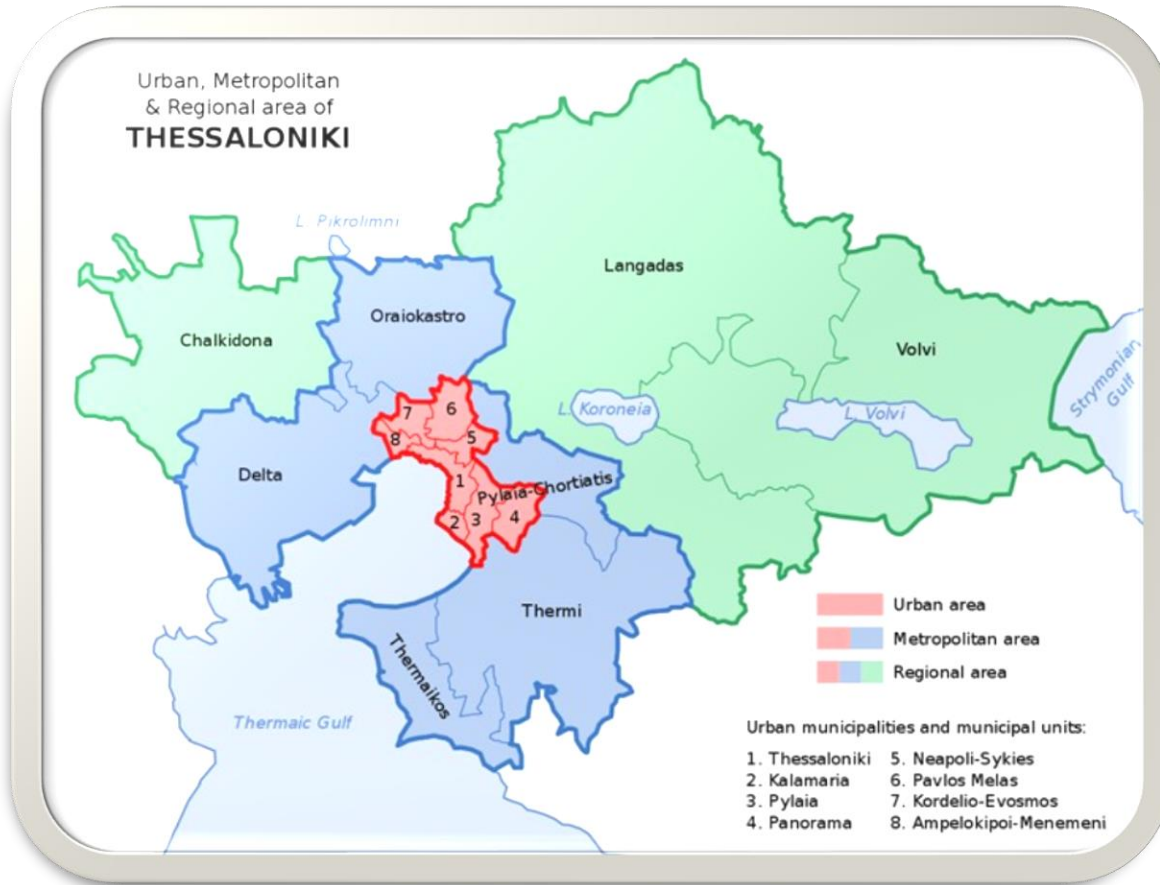 Urban, Metropolitan
& Regional area of
THESSALONIKI
L. Pikrolimni
Langadas
Oraiokastro
Chalkidona
Volvi
Strymonian
Gulf
L. Koroneia
L. Volvi
7
6
8
5
Delta
1
Pylaia-Chortiatis
2
3
4
Thermi
Thermaikos
Thermaic Gulf
Urban area
Metropolitan area
Regional area
Urban municipalities and municipal units:
1. Thessaloniki
2. Kalamaria
3. Pylaia
4. Panorama
5. Neapoli-Sykies
6. Pavlos Melas
7. Kordelio-Evosmos
8. Ampelokipoi-Menemeni